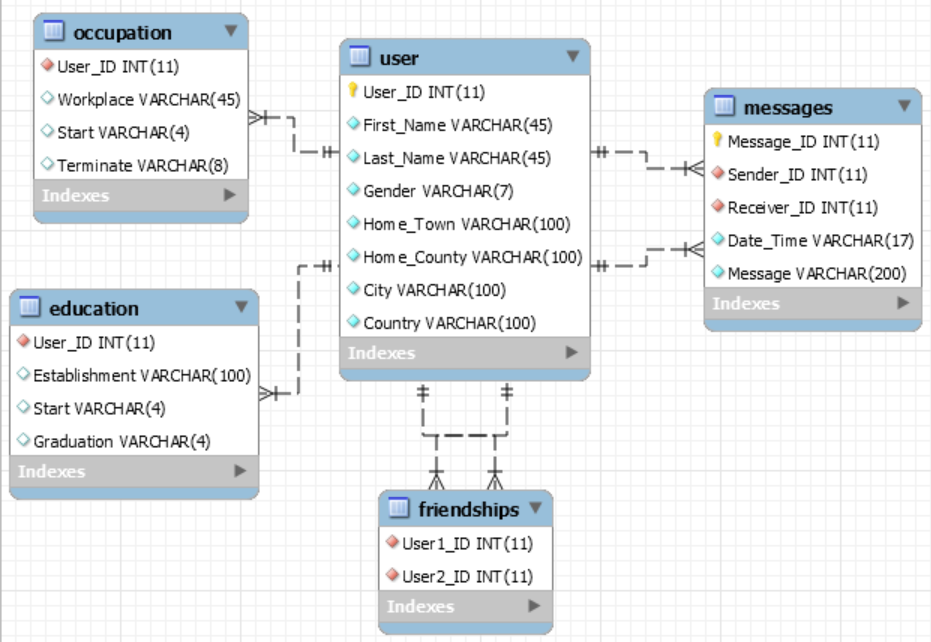 occupation
User_ID INT(11)
Workplace VARCHAR(45)
Start VARCHAR(4)
Terminate VARCHAR(8)
Indexes
user
User_ID INT(11)
First_Name VARCHAR(45)
Last_Name VARCHAR(45)
Gender VARCHAR(7)
Home_Town VARCHAR(100)
Home_County VARCHAR(100)
City VARCHAR(100)
Country VARCHAR(100)
Indexes
messages
Message_ID INT(11)
Sender_ID INT(11)
Receiver_ID INT(11)
Date_Time VARCHAR(17)
Message VARCHAR(200)
Indexes
education
User_ID INT(11)
Establishment VARCHAR(100)
Start VARCHAR(4)
Graduation VARCHAR(4)
Indexes
friendships
User1_ID INT(11)
User2_ID INT(11)
Indexes